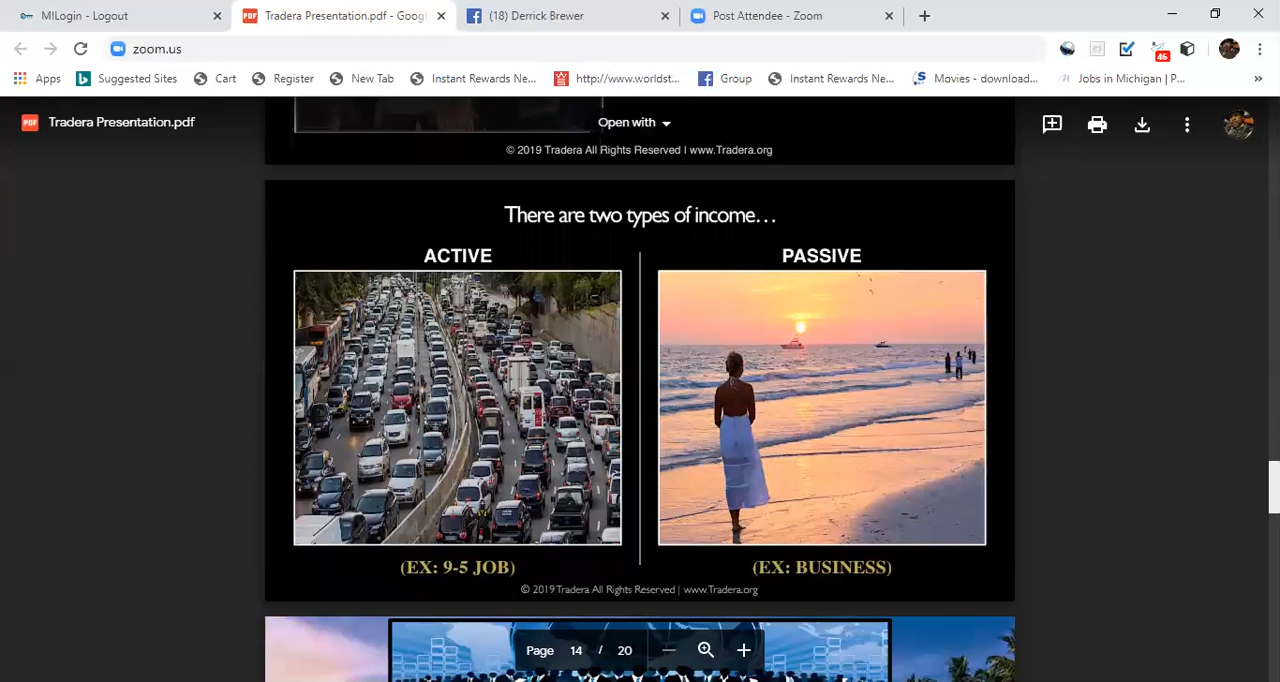 MILogin - Logout
Tradera Presentation.pdf - Googl
(18) Derrick Brewer
Post Attendee - Zoom
zoom.us
46
Apps
Suggested Sites
Cart
Register
New Tab
Instant Rewards Ne...
http://www.worldst...
Group
Instant Rewards Ne...
Movies - download...
Jobs in Michigan | P...
»
PDF
Tradera Presentation.pdf
Open with
© 2019 Tradera All Rights Reserved | www.Tradera.org
There are two types of income...
ACTIVE
PASSIVE
(EX: 9-5 JOB)
(EX: BUSINESS)
© 2019 Tradera All Rights Reserved | www.Tradera.org
Page 14 / 20